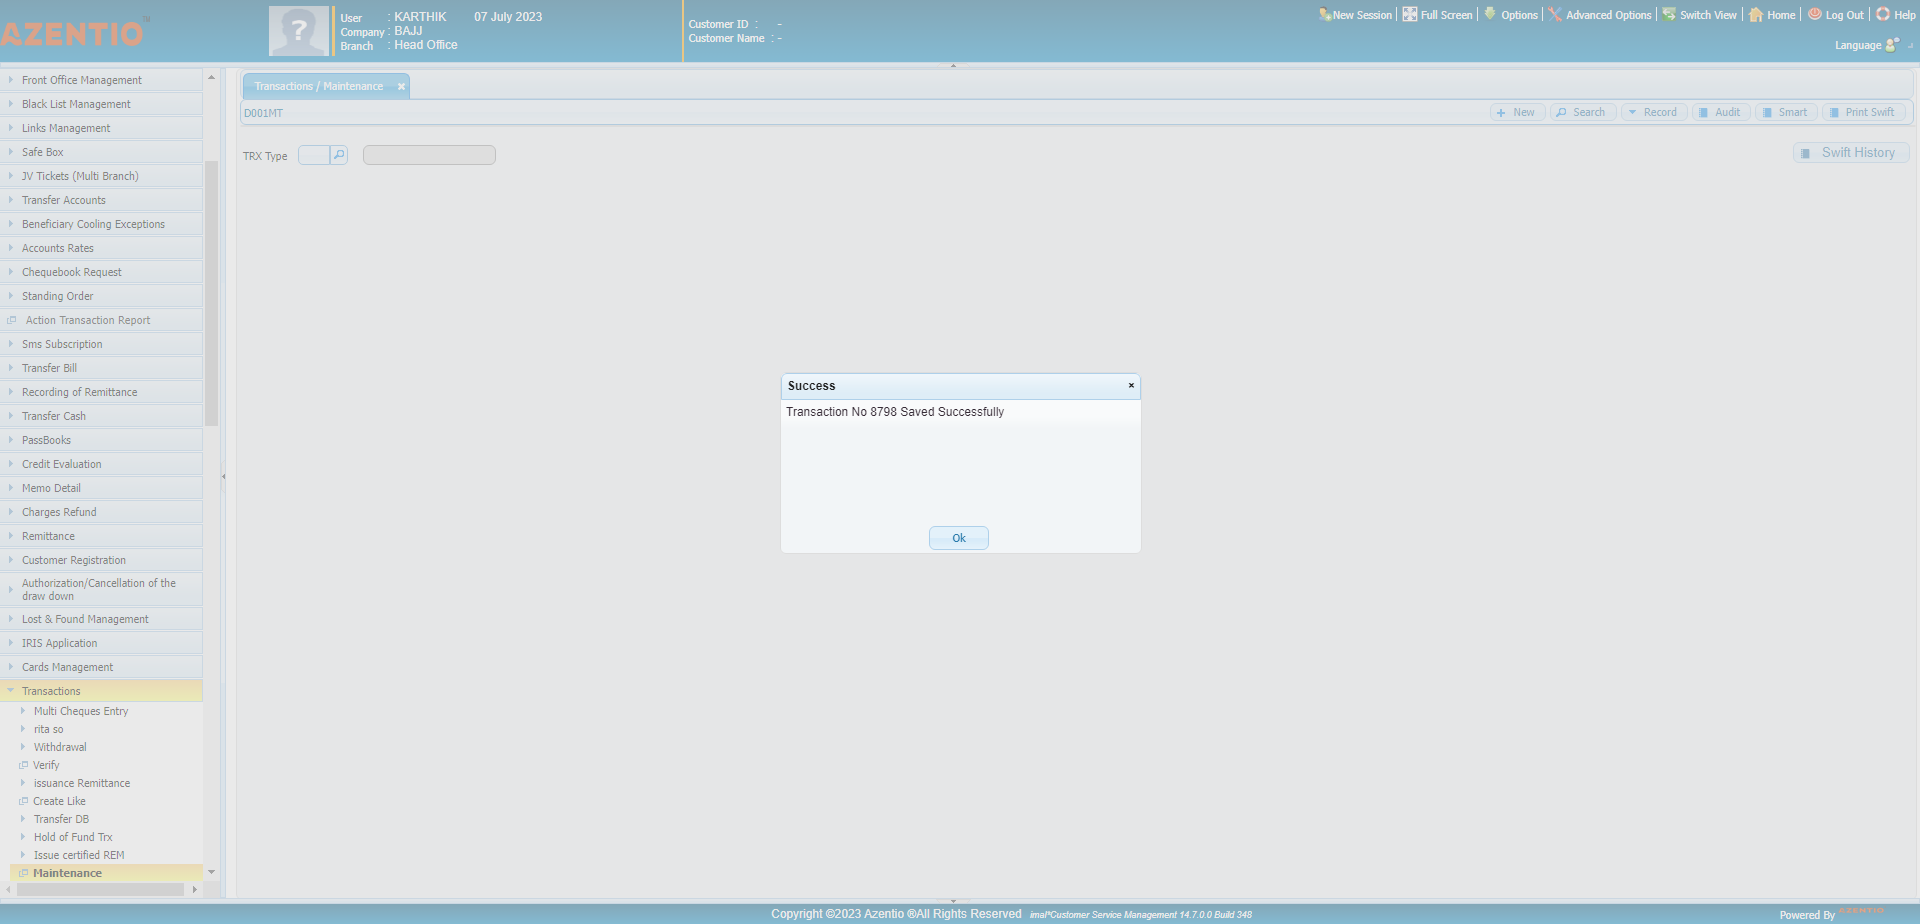 AZENTIO™
User : KARTHIK 07 July 2023
Company : BAJJ
Branch : Head Office
Customer ID : -
Customer Name : -
New Session | Full Screen | Options | Advanced Options | Switch View | Home | Log Out | Help
Language
Front Office Management
Black List Management
Links Management
Safe Box
JV Tickets (Multi Branch)
Transfer Accounts
Beneficiary Cooling Exceptions
Accounts Rates
Chequebook Request
Standing Order
Action Transaction Report
Sms Subscription
Transfer Bill
Recording of Remittance
Transfer Cash
PassBooks
Credit Evaluation
Memo Detail
Charges Refund
Remittance
Customer Registration
Authorization/Cancellation of the
draw down
Lost & Found Management
IRIS Application
Cards Management
Transactions
Multi Cheques Entry
rita so
Withdrawal
Verify
issuance Remittance
Create Like
Transfer DB
Hold of Fund Trx
Issue certified REM
Maintenance
Transactions / Maintenance
D001MT
New Search Record Audit Smart Print Swift
TRX Type
Swift History
Success
Transaction No 8798 Saved Successfully
Ok
Copyright ©2023 Azentio ®All Rights Reserved imal*Customer Service Management 14.7.0.0 Build 348
Powered By AZENTIO